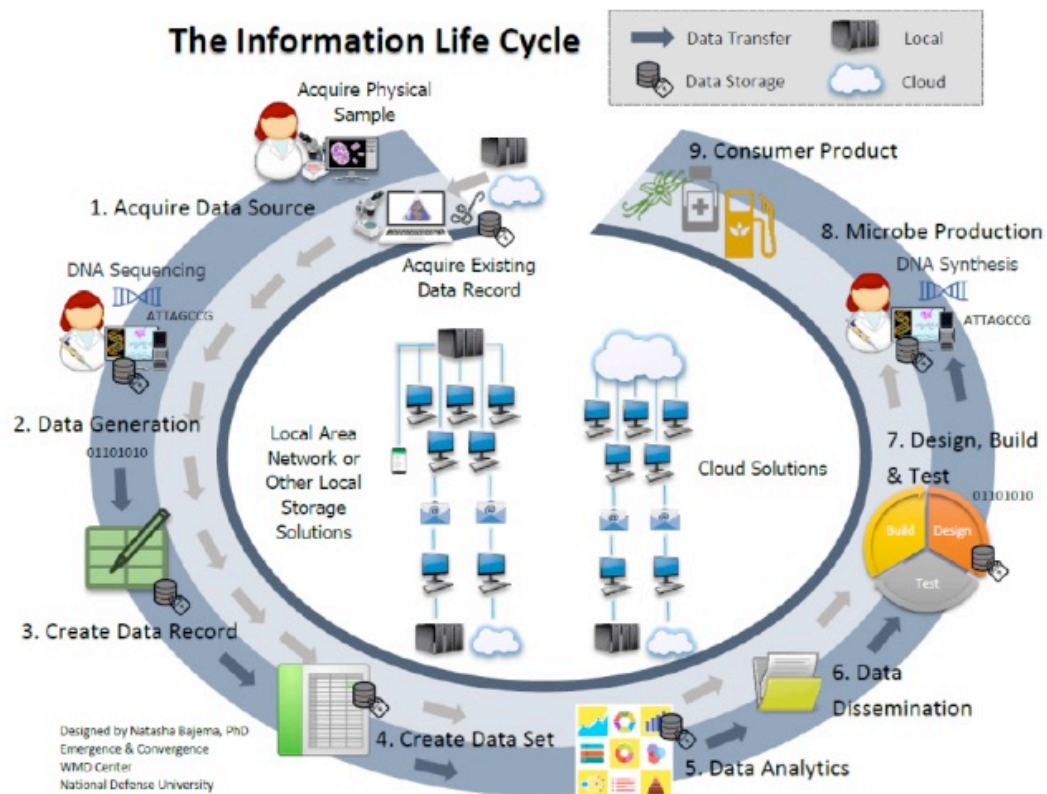 The Information Life Cycle
Data Transfer
Local
Data Storage
Cloud
Acquire Physical
Sample
1. Acquire Data Source
Acquire Existing
Data Record
DNA Sequencing
ATTAGCCG
2. Data Generation
01101010
3. Create Data Record
4. Create Data Set
5. Data Analytics
6. Data
Dissemination
7. Design, Build
& Test
01101010
Build
Design
Test
8. Microbe Production
DNA Synthesis
ATTAGCCG
9. Consumer Product
Local Area
Network or
Other Local
Storage
Solutions
@
@
Cloud Solutions
@
@
Designed by Natasha Bajema, PhD
Emergence & Convergence
WMD Center
National Defense University